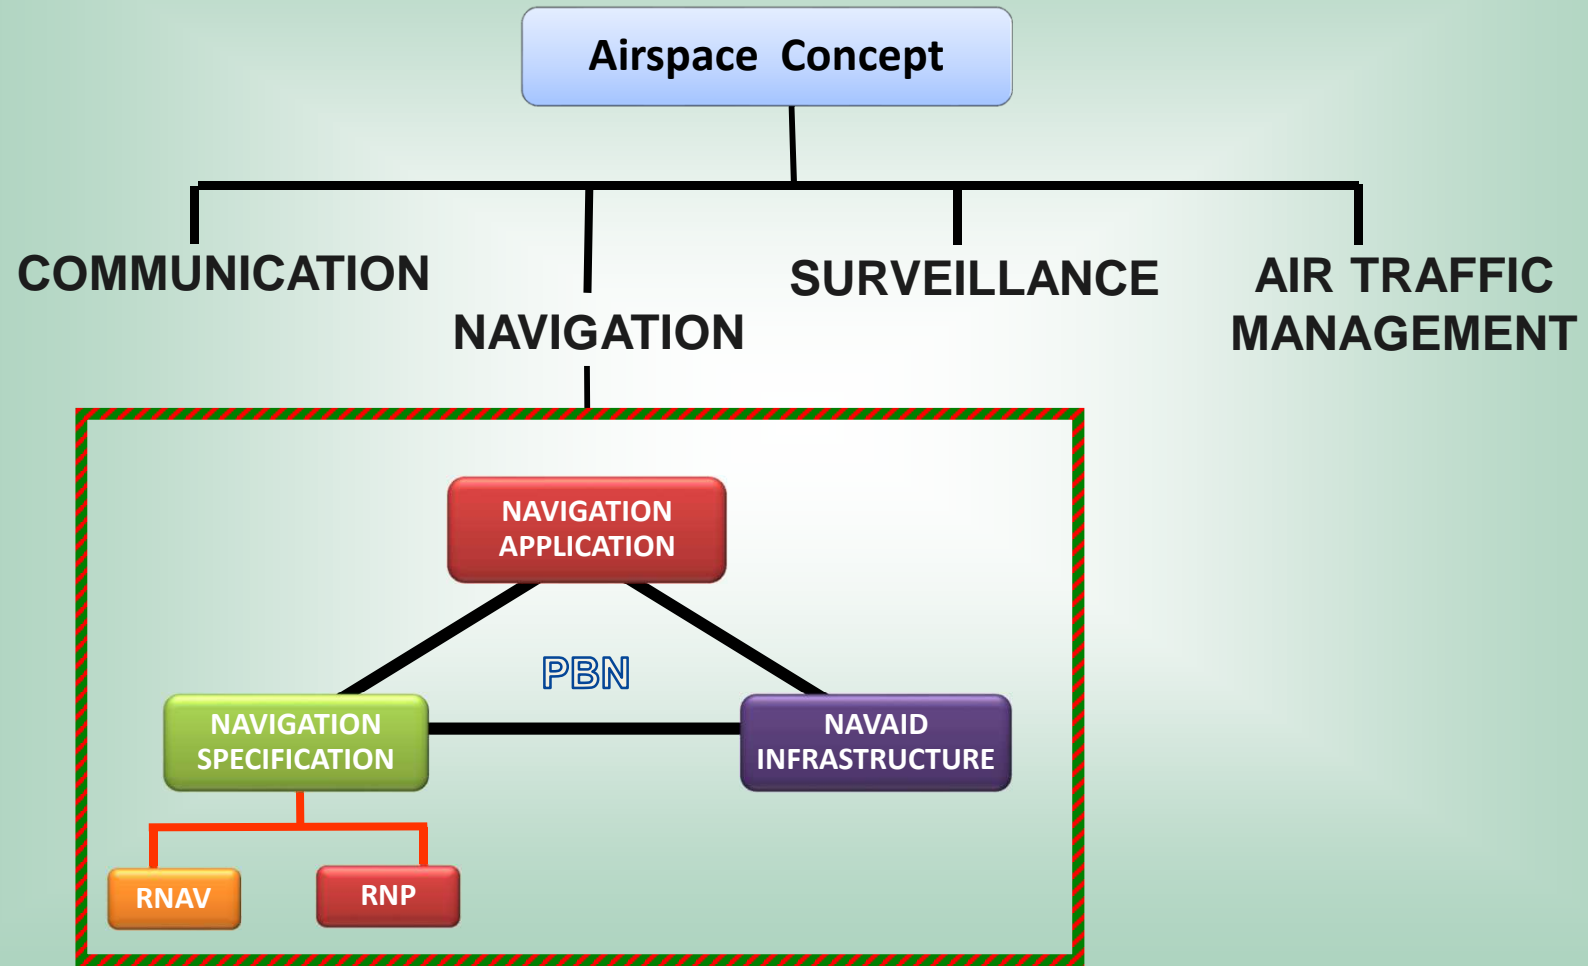 Airspace Concept
COMMUNICATION
NAVIGATION
SURVEILLANCE
AIR TRAFFIC
MANAGEMENT
NAVIGATION
APPLICATION
PBN
NAVIGATION
SPECIFICATION
NAVAID
INFRASTRUCTURE
RNAV
RNP